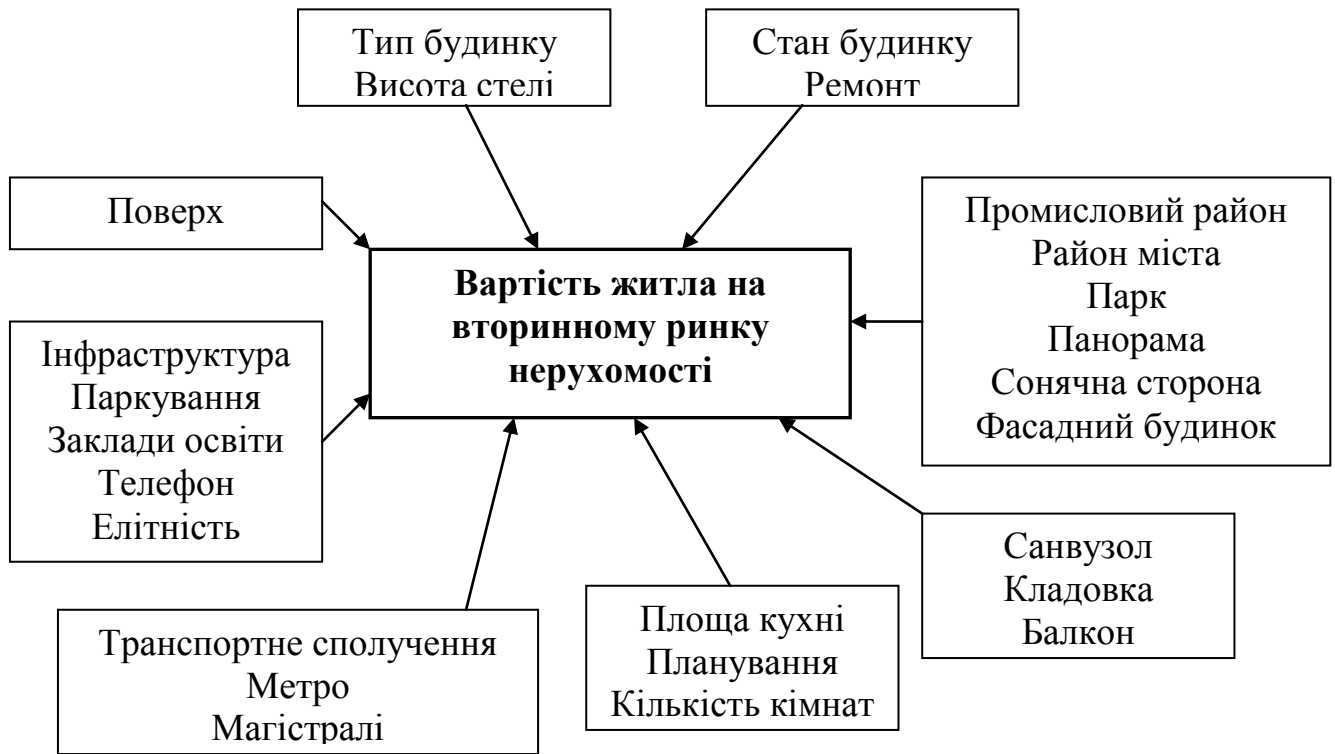 Тип будинку
Висота стелі
Стан будинку
Ремонт
Поверх
Промисловий район
Район міста
Парк
Панорама
Сонячна сторона
Фасадний будинок
Вартість житла на
вторинному ринку
нерухомості
Інфраструктура
Паркування
Заклади освіти
Телефон
Елітність
Санвузол
Кладовка
Балкон
Площа кухні
Планування
Кількість кімнат
Транспортне сполучення
Метро
Магістралі